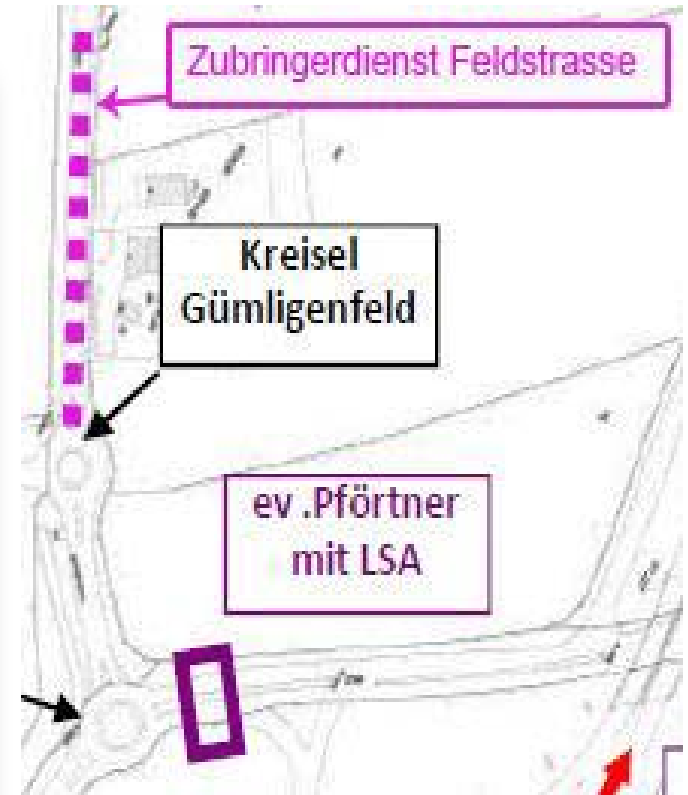 Zubringerdienst Feldstrasse
Kreisel
Gümligenfeld
ev .Pförtner
mit LSA